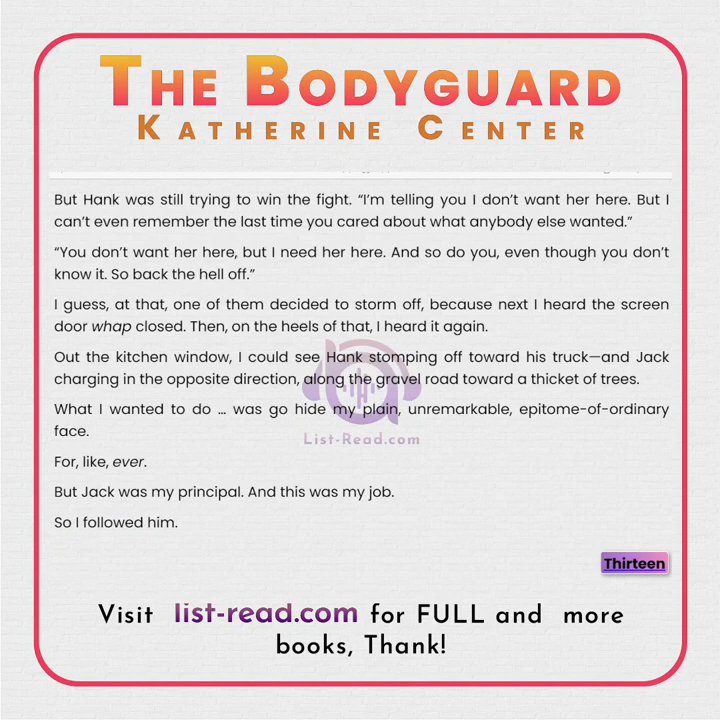 THE BODYGUARD
KATHERINE CENTER
But Hank was still trying to win the fight. “I’m telling you I don’t want her here. But I
can’t even remember the last time you cared about what anybody else wanted.”
“You don’t want her here, but I need her here. And so do you, even though you don’t
know it. So back the hell off.”
I guess, at that, one of them decided to storm off, because next I heard the screen
door whap closed. Then, on the heels of that, I heard it again.
Out the kitchen window, I could see Hank stomping off toward his truck—and Jack
charging in the opposite direction, along the gravel road toward a thicket of trees.
What I wanted to do … was go hide my plain, unremarkable, epitome-of-ordinary
face.
List-Read.com
For, like, ever.
But Jack was my principal. And this was my job.
So I followed him.
Thirteen
Visit list-read.com for FULL and more
books, Thank!